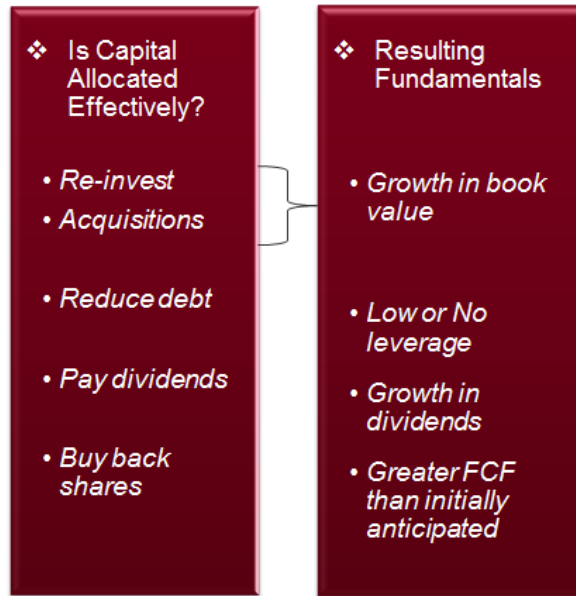 ❖ Is Capital
Allocated
Effectively?
• Re-invest
• Acquisitions
• Reduce debt
• Pay dividends
• Buy back
shares
❖ Resulting
Fundamentals
• Growth in book
value
• Low or No
leverage
• Growth in
dividends
• Greater FCF
than initially
anticipated